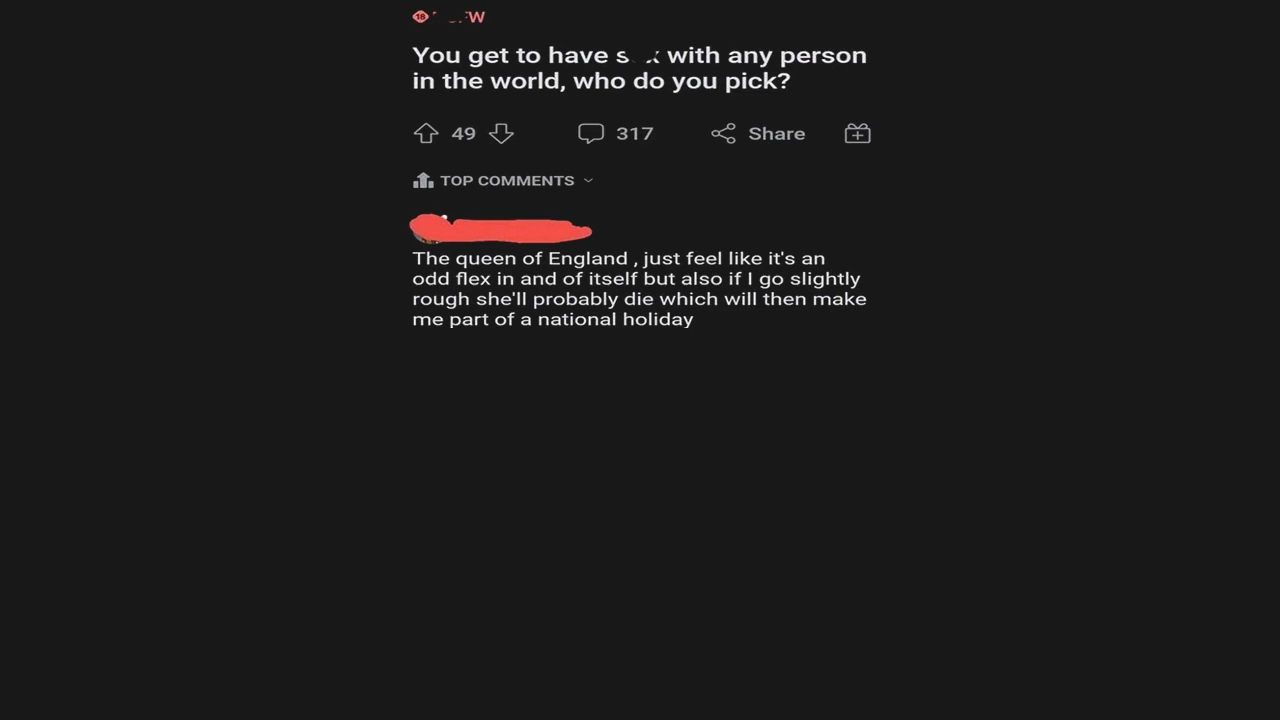 You get to have with any person
in the world, who do you pick?
49 317 Share
TOP COMMENTS
The queen of England , just feel like it's an
odd flex in and of itself but also if I go slightly
rough she'll probably die which will then make
me part of a national holiday